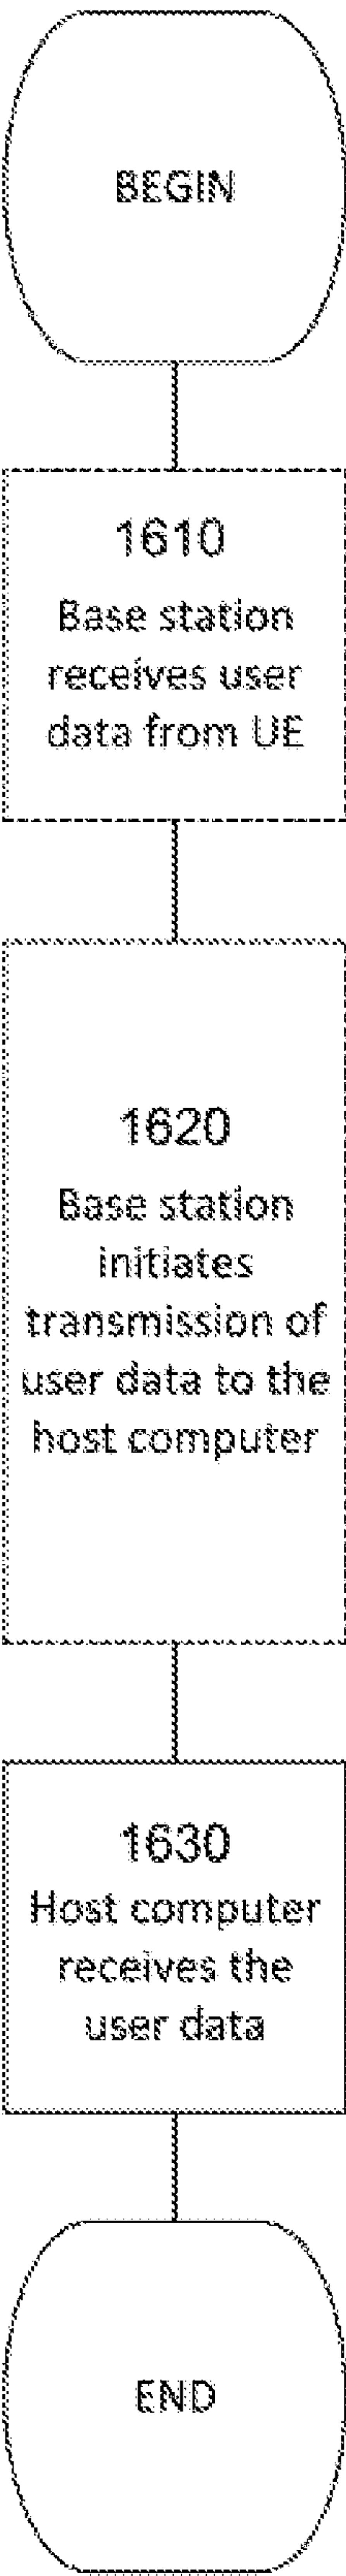 BEGIN
1610
Base station
receives user
data from UE
1620
Base station
initiates
transmission of
user data to the
host computer
1630
Host computer
receives the
user data
END